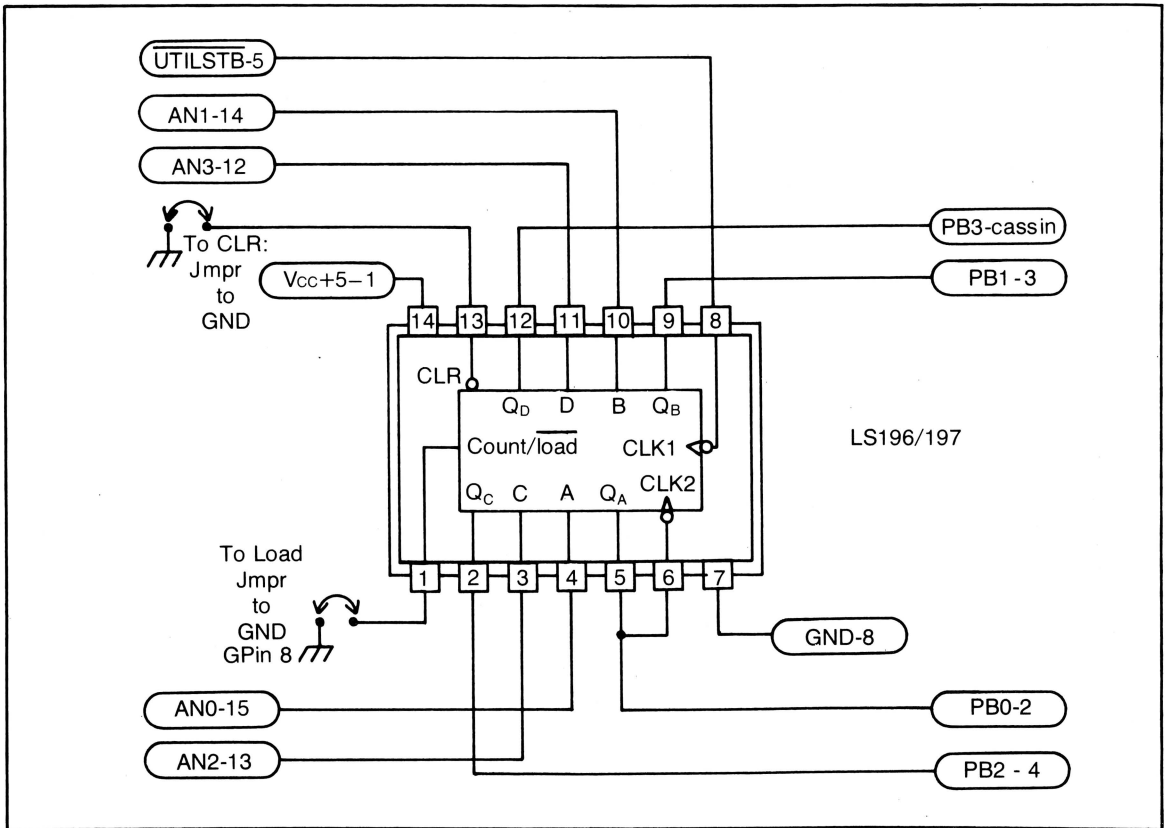 UTILSTB-5
AN1-14
AN3-12
PB3-cassin
To CLR:
Jmpr
to
GND
Vcc+5–1
PB1-3
14 13 12 11 10 9 8
CLR
QD D B QB
Count/load CLK1
LS196/197
QC C A QA CLK2
1 2 3 4 5 6 7
To Load
Jmpr
to
GND
GPin 8
GND-8
AN0-15
PB0-2
AN2-13
PB2 - 4